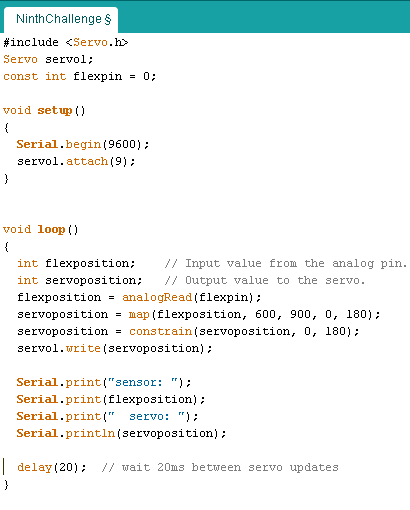 NinthChallenge §
#include <Servo.h>
Servo servol;
const int flexpin = 0;
void setup()
{
Serial.begin(9600);
servol.attach(9);
}
void loop()
{
int flexposition; // Input value from the analog pin.
int servoposition; // Output value to the servo.
flexposition = analogRead(flexpin);
servoposition = map(flexposition, 600, 900, 0, 180);
servoposition = constrain(servoposition, 0, 180);
servol.write(servoposition);
Serial.print("sensor: ");
Serial.print(flexposition);
Serial.print("  servo: ");
Serial.println(servoposition);
delay(20); // wait 20ms between servo updates
}